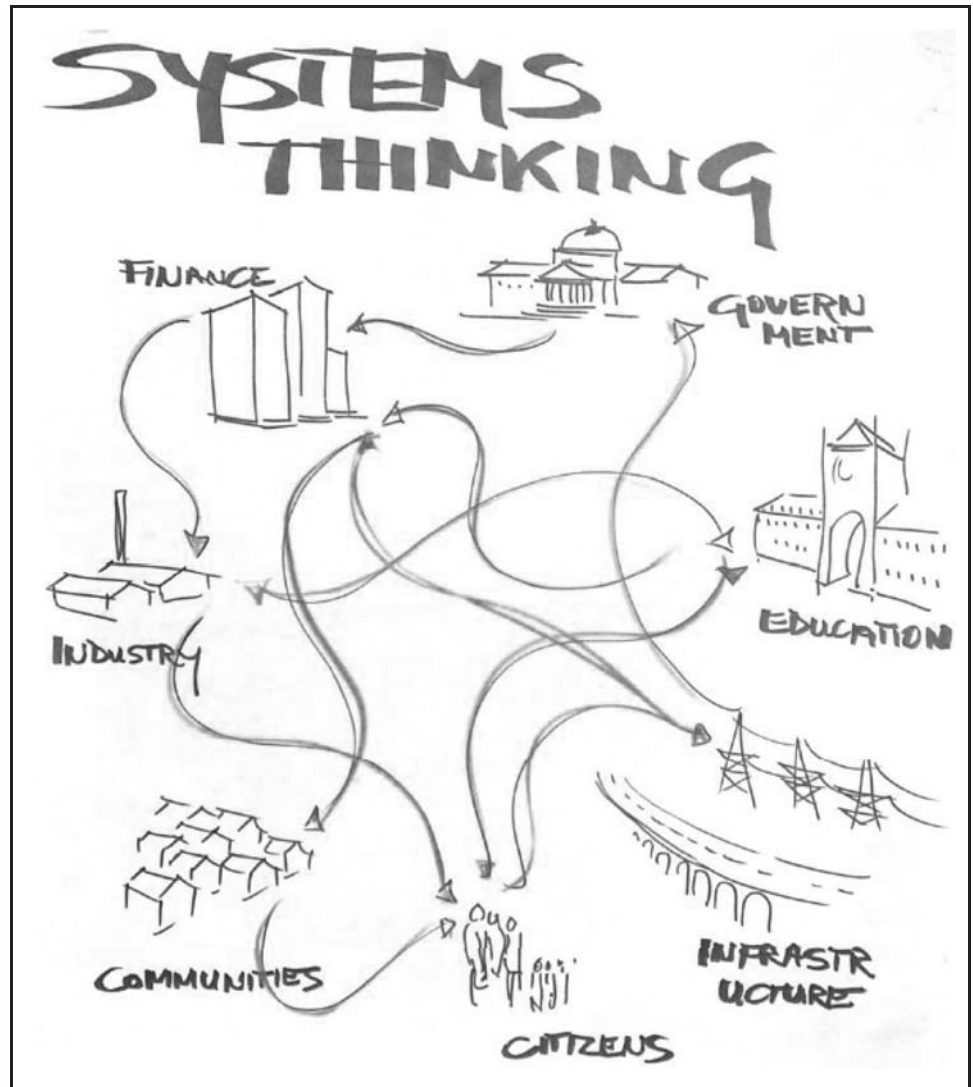 SYSTEMS
THINKING
FINANCE
GOVERN
MENT
EDUCATION
INDUSTRY
INFRASTR
UCTURE
COMMUNITIES
CITIZENS